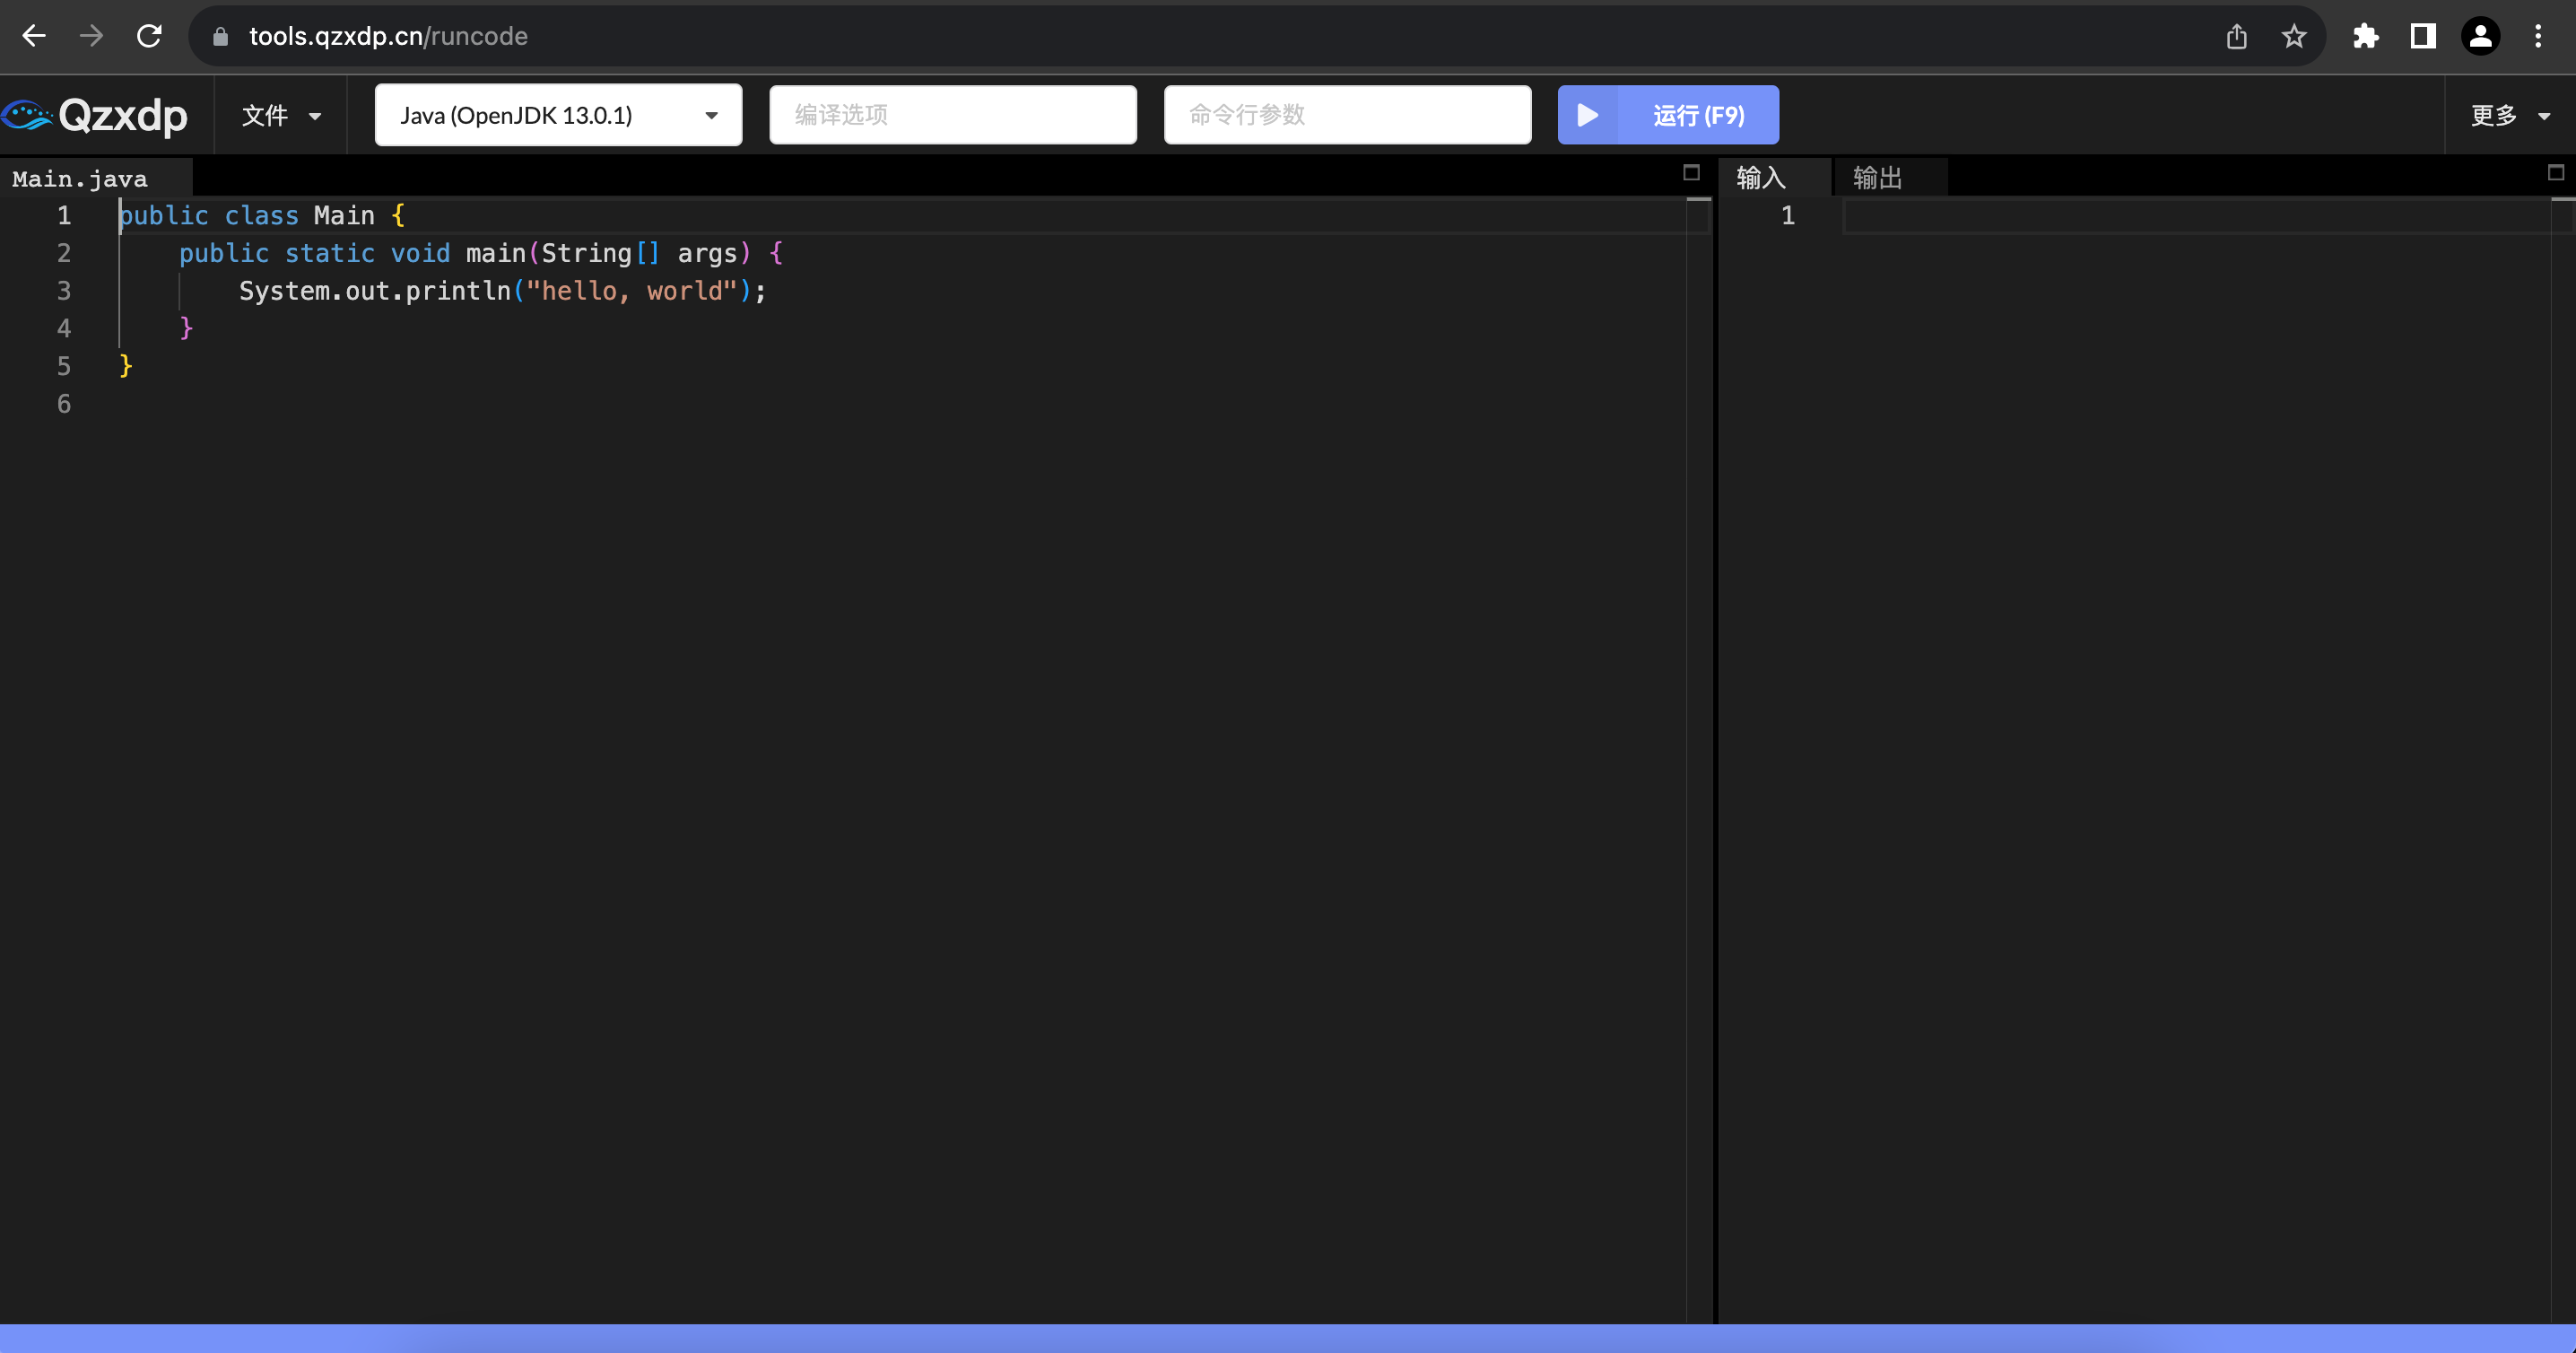 tools.qzxdp.cn/runcode
Qzxdp
文件
Java (OpenJDK 13.0.1)
编译选项
命令行参数
运行 (F9)
更多
Main.java
输入
输出
1 public class Main {
2     public static void main(String[] args) {
3         System.out.println("hello, world");
4     }
5 }
6
1